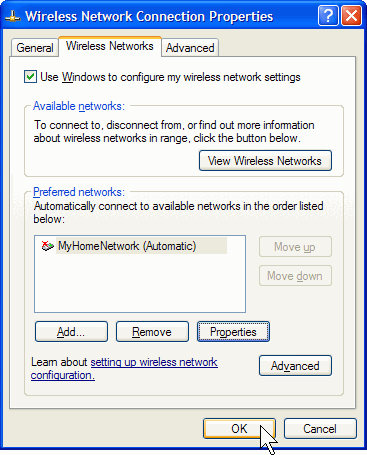 Wireless Network Connection Properties
General Wireless Networks Advanced
Use Windows to configure my wireless network settings
Available networks:
To connect to, disconnect from, or find out more information
about wireless networks in range, click the button below.
View Wireless Networks
Preferred networks:
Automatically connect to available networks in the order listed
below:
MyHomeNetwork (Automatic)
Move up
Move down
Add... Remove Properties
Learn about setting up wireless network
configuration.
Advanced
OK Cancel